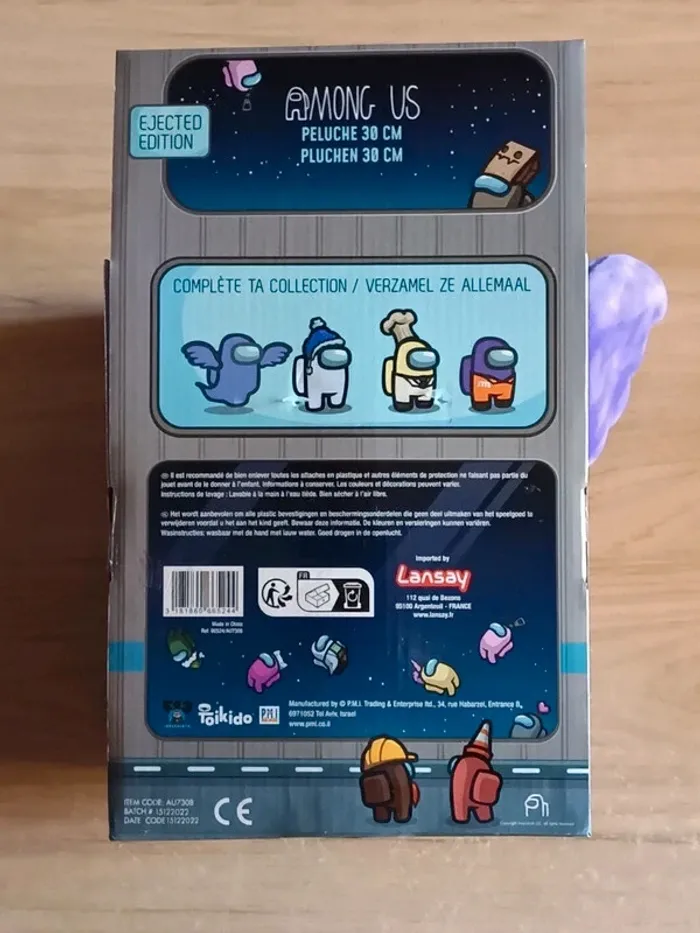 AMONG US
EJECTED
EDITION
PELUCHE 30 CM
PLUCHEN 30 CM
COMPLÈTE TA COLLECTION / VERZAMEL ZE ALLEMAAL
Il est recommandé de bien enlever toutes les attaches en plastique et autres éléments de protection ne faisant pas partie du
jouet avant de le donner à l'enfant. Informations à conserver. Les couleurs et décorations peuvent varier.
Instructions de lavage : Lavable à la main à l'eau tiède. Bien sécher à l'air libre.
Het wordt aanbevolen om alle plastic bevestigingen en beschermingsonderdelen die geen deel uitmaken van het speelgoed te
verwijderen voordat u het aan het kind geeft. Bewaar deze informatie. De kleuren en versieringen kunnen variëren.
Wasinstructies: wasbaar met de hand met lauw water. Goed drogen in de openlucht.
FR
Imported by
Lansay
112 quai de Bezons
95100 Argenteuil - FRANCE
www.lansay.fr
Made in China
Toikido
P.M.I
Manufactured by © P.M.I. Trading & Enterprise ltd., 34, rue Habarzel, Entrance B,
6971052 Tel Aviv, Israel
www.pmi.co.il
ITEM CODE: AU7308
BATCH # 15122022
DATE CODE 15122022
CE